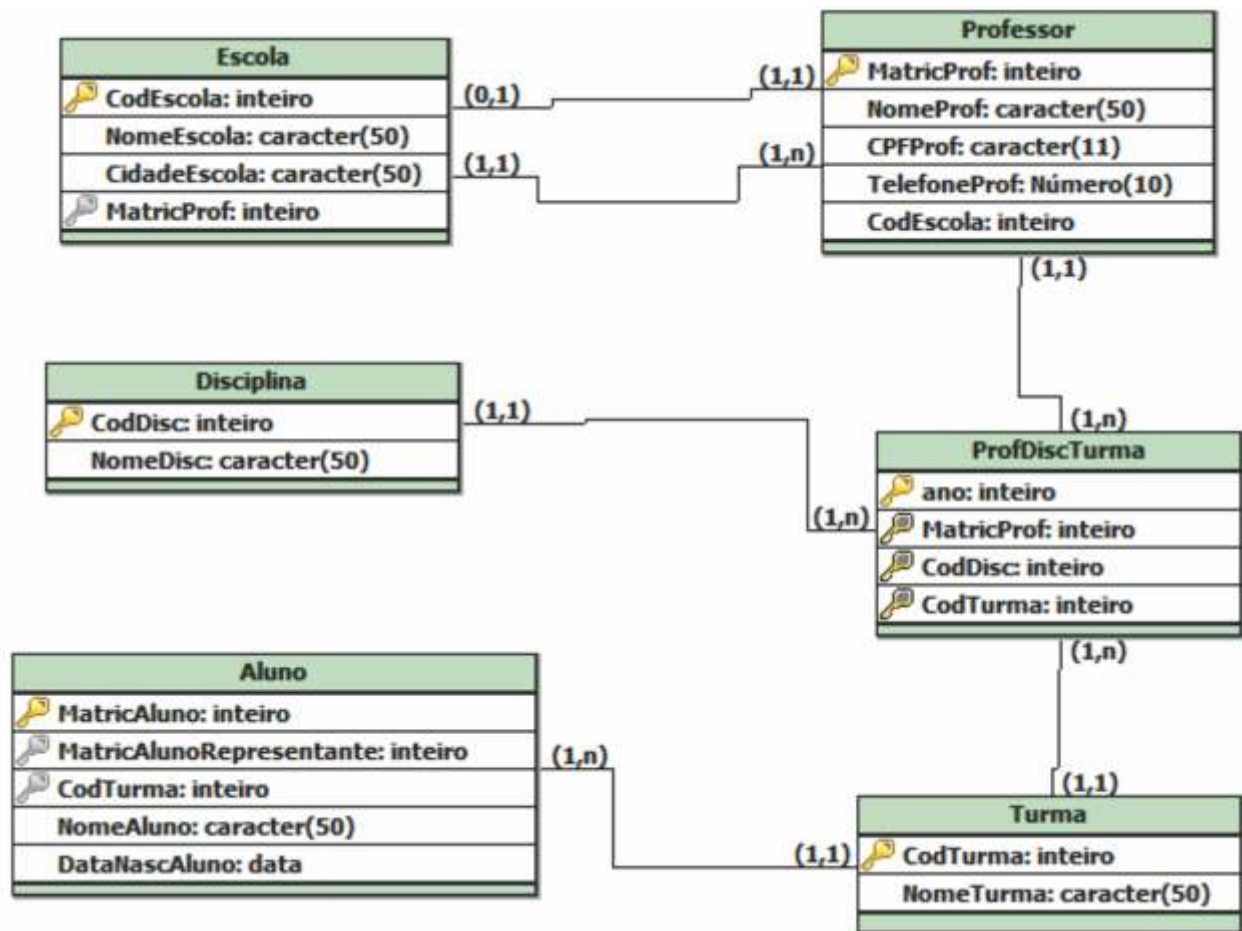 Escola
CodEscola: inteiro
NomeEscola: caracter(50)
CidadeEscola: caracter(50)
MatricProf: inteiro
(0,1)
(1,1)
(1,1)
(1,n)
Professor
MatricProf: inteiro
NomeProf: caracter(50)
CPFProf: caracter(11)
TelefoneProf: Número(10)
CodEscola: inteiro
(1,1)
Disciplina
CodDisc: inteiro
NomeDisc: caracter(50)
(1,1)
(1,n)
(1,n)
ProfDiscTurma
ano: inteiro
MatricProf: inteiro
CodDisc: inteiro
CodTurma: inteiro
(1,n)
Aluno
MatricAluno: inteiro
MatricAlunoRepresentante: inteiro
CodTurma: inteiro
NomeAluno: caracter(50)
DataNascAluno: data
(1,n)
(1,1)
(1,1)
Turma
CodTurma: inteiro
NomeTurma: caracter(50)